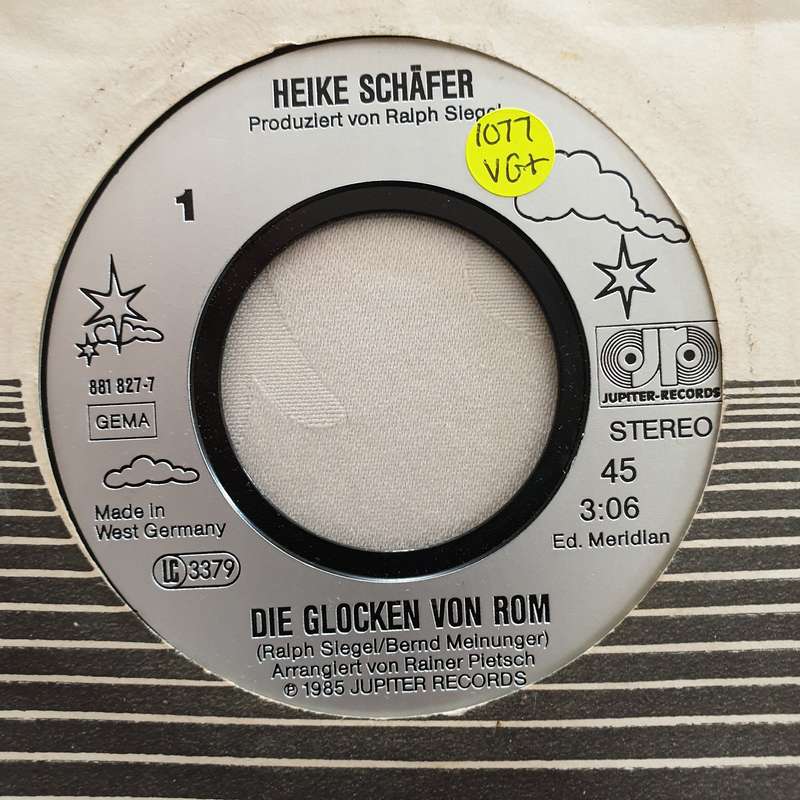 HEIKE SCHÄFER
Produziert von Ralph Siegel
1077
VG+
1
JUPITER-RECORDS
881 827-7
GEMA
STEREO
45
3:06
Ed. Meridian
Made in
West Germany
LC 3379
DIE GLOCKEN VON ROM
(Ralph Siegel/Bernd Meinunger)
Arrangiert von Rainer Pietsch
℗ 1985 JUPITER RECORDS